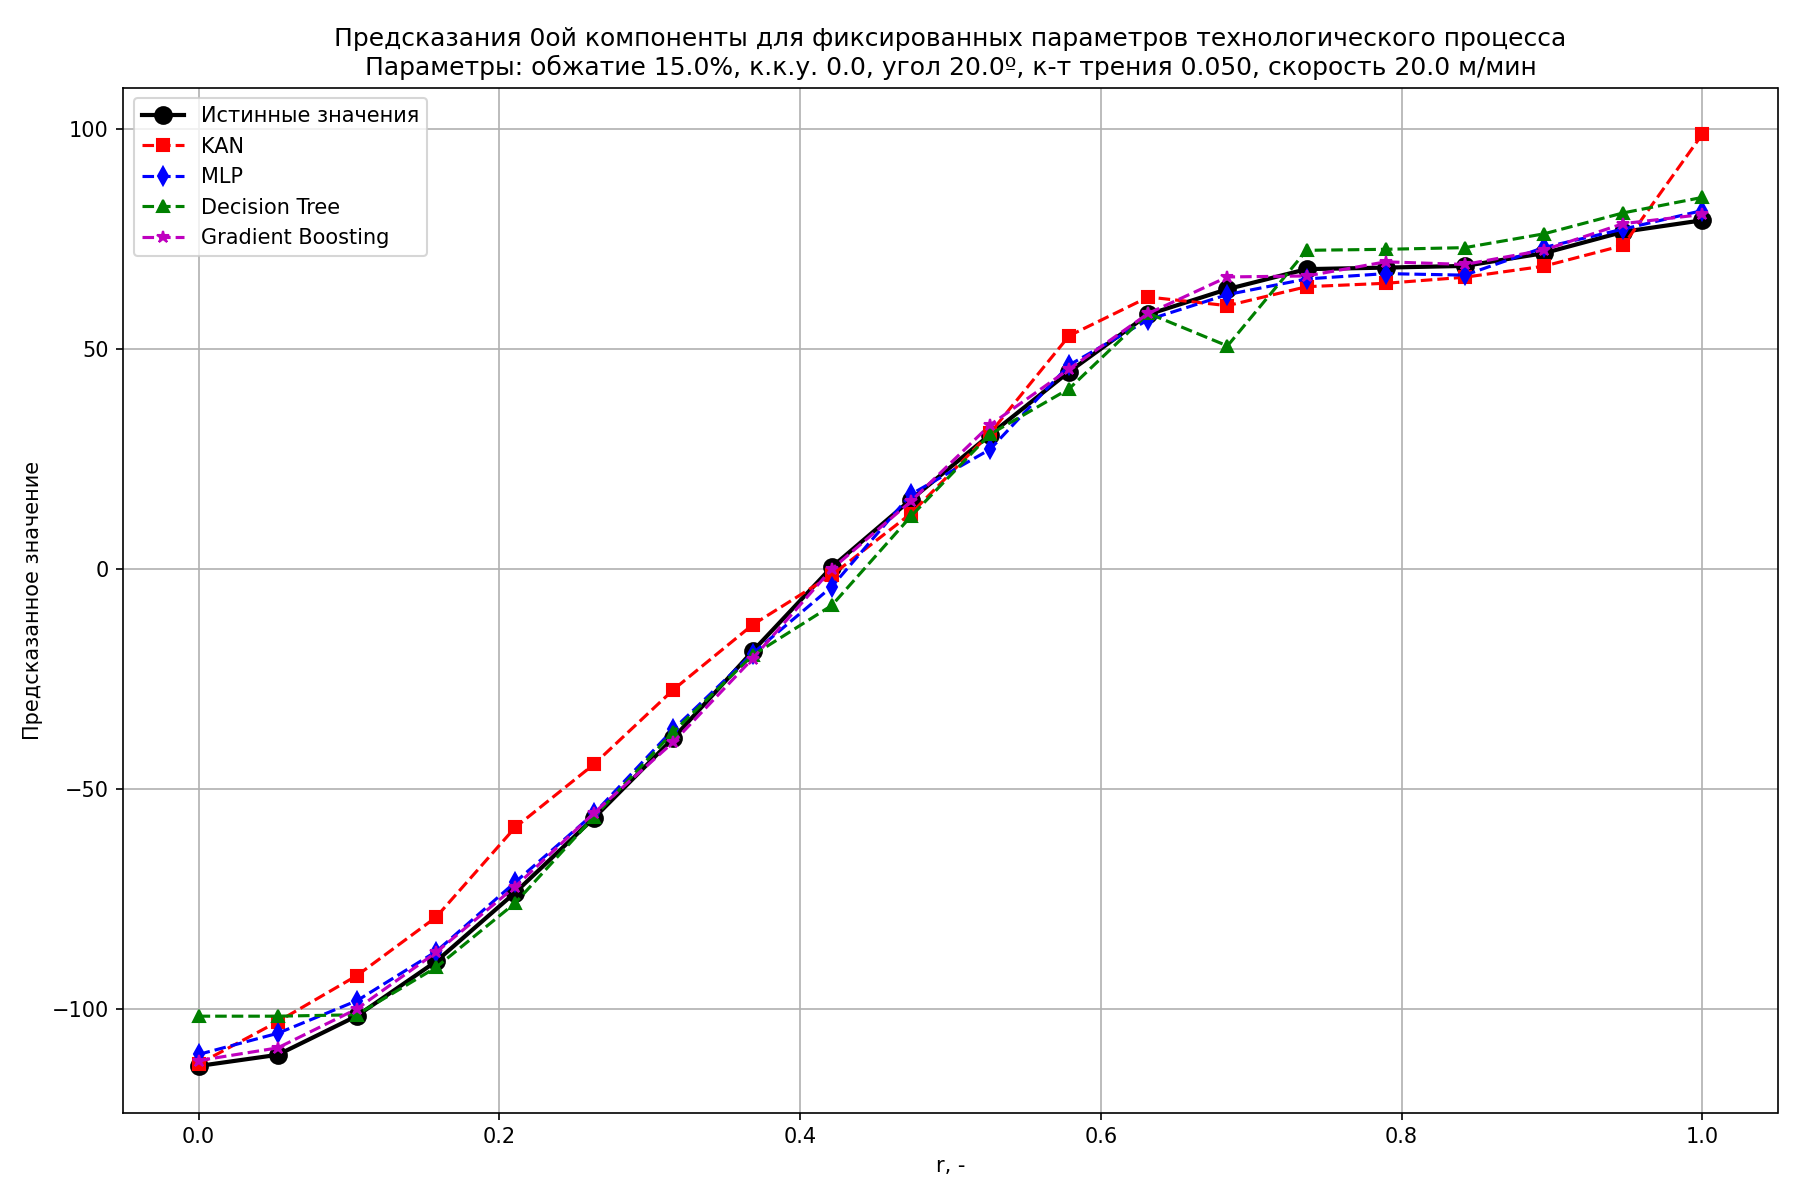 Предсказания 0ой компоненты для фиксированных параметров технологического процесса
Параметры: обжатие 15.0%, к.к.у. 0.0, угол 20.0º, к-т трения 0.050, скорость 20.0 м/мин
Истинные значения
KAN
MLP
Decision Tree
Gradient Boosting
Предсказанное значение
100
50
0
−50
−100
0.0
0.2
0.4
0.6
0.8
1.0
r, -